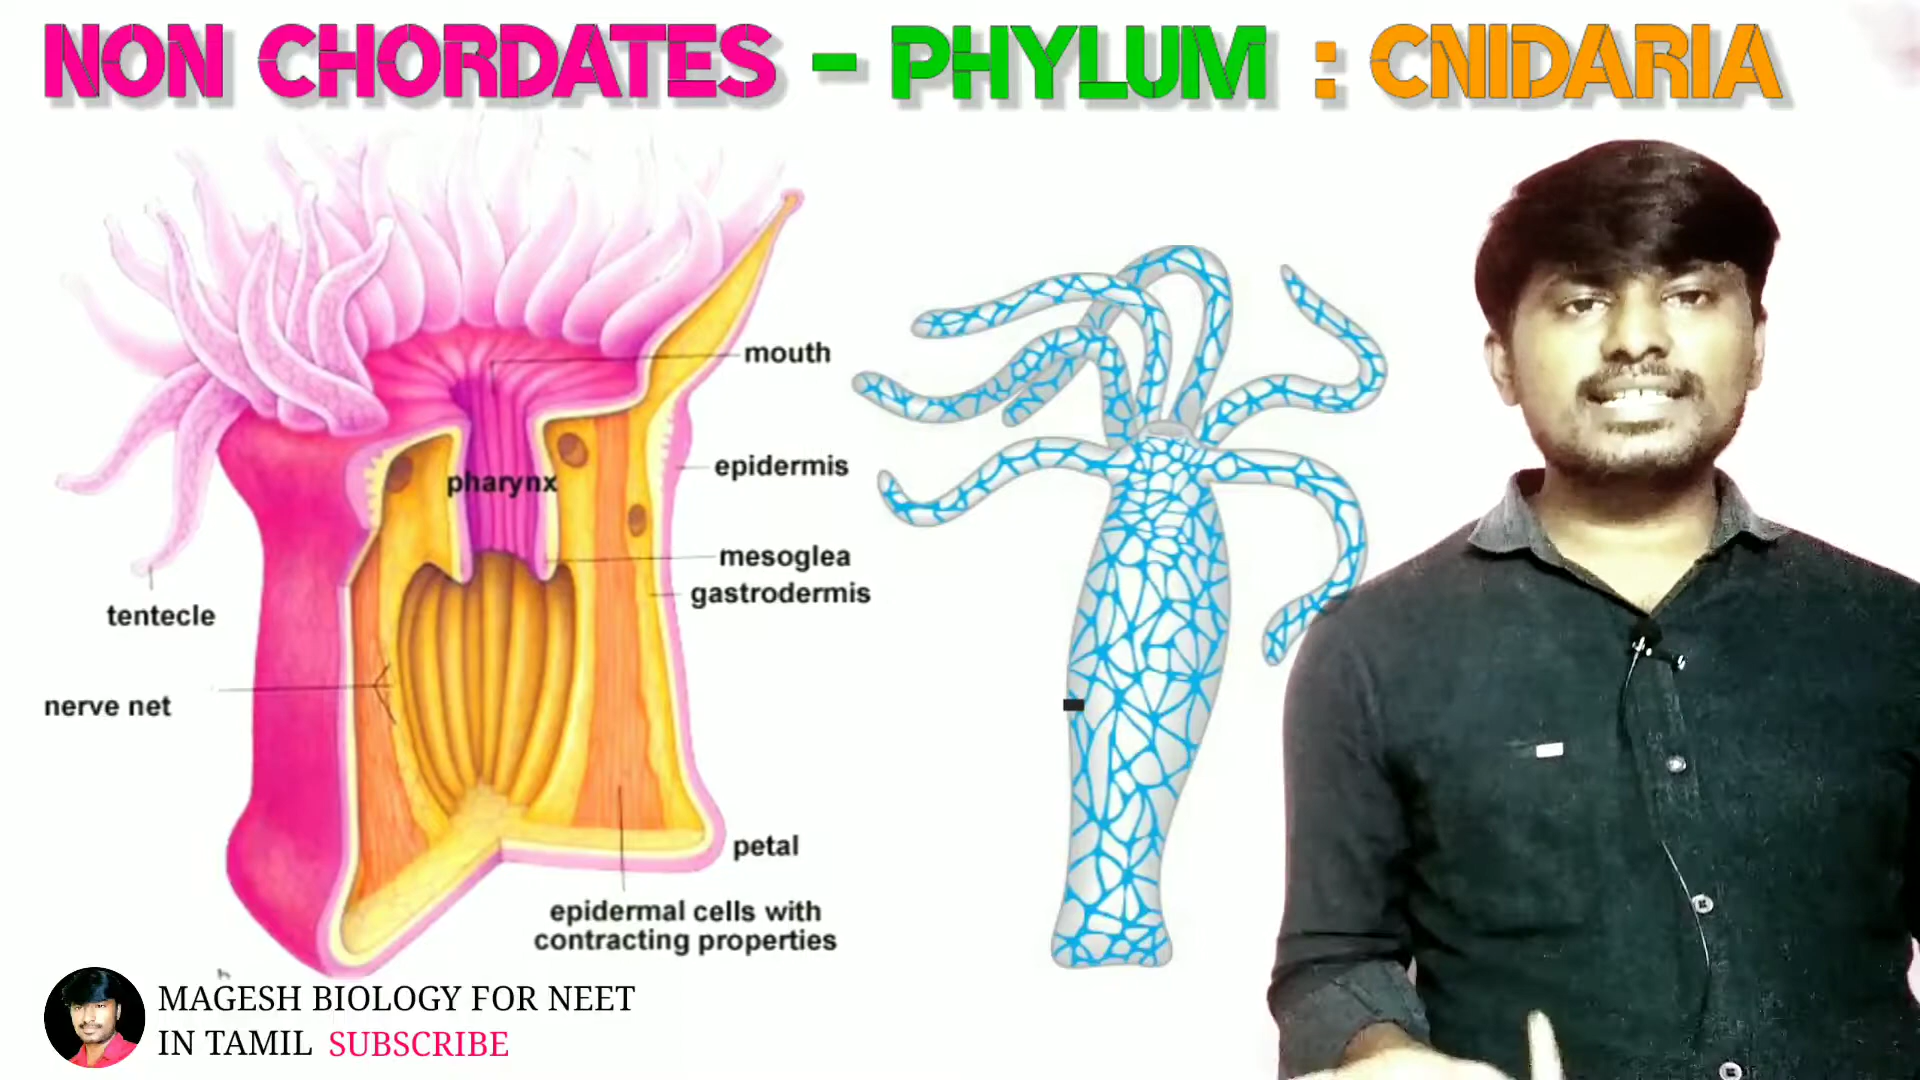 NON CHORDATES - PHYLUM : CNIDARIA
mouth
epidermis
pharynx
mesoglea
gastrodermis
tentecle
nerve net
petal
epidermal cells with
contracting properties
MAGESH BIOLOGY FOR NEET
IN TAMIL SUBSCRIBE